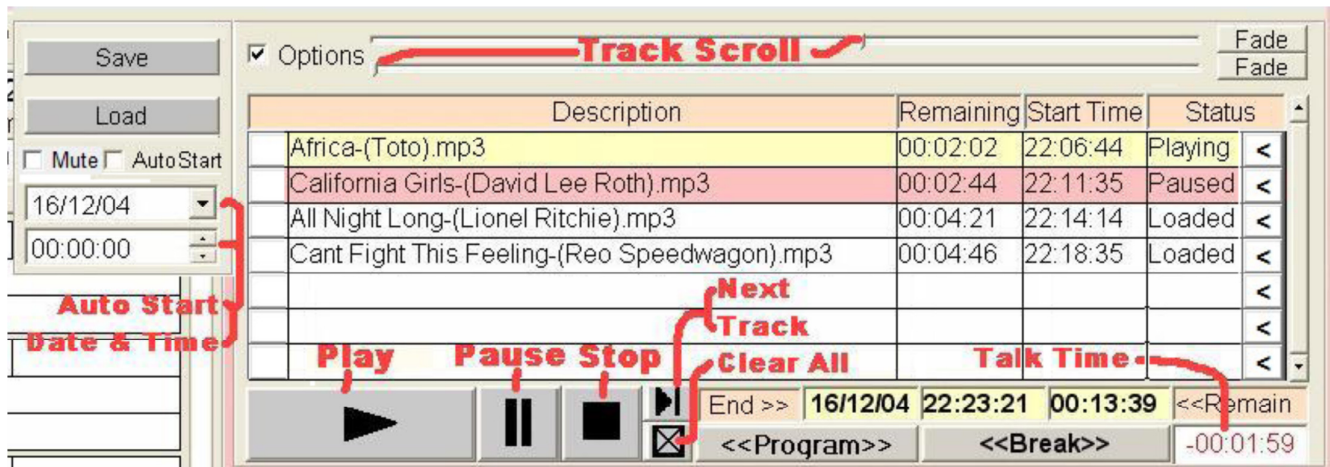 Save
Load
Mute AutoStart
16/12/04
00:00:00
Auto Start
Date & Time
Options Track Scroll Fade
Fade
Description Remaining Start Time Status
Africa-(Toto).mp3 00:02:02 22:06:44 Playing <
California Girls-(David Lee Roth).mp3 00:02:44 22:11:35 Paused <
All Night Long-(Lionel Ritchie).mp3 00:04:21 22:14:14 Loaded <
Cant Fight This Feeling-(Reo Speedwagon).mp3 00:04:46 22:18:35 Loaded <
Next <
Track <
Play Pause Stop Clear All Talk Time <
End >> 16/12/04 22:23:21 00:13:39 <<Remain
<<Program>> <<Break>> -00:01:59